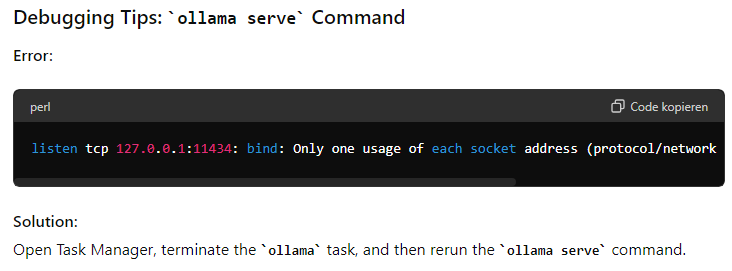 Debugging Tips: `ollama serve` Command
Error:
perl
Code kopieren
listen tcp 127.0.0.1:11434: bind: Only one usage of each socket address (protocol/network
Solution:
Open Task Manager, terminate the `ollama` task, and then rerun the `ollama serve` command.